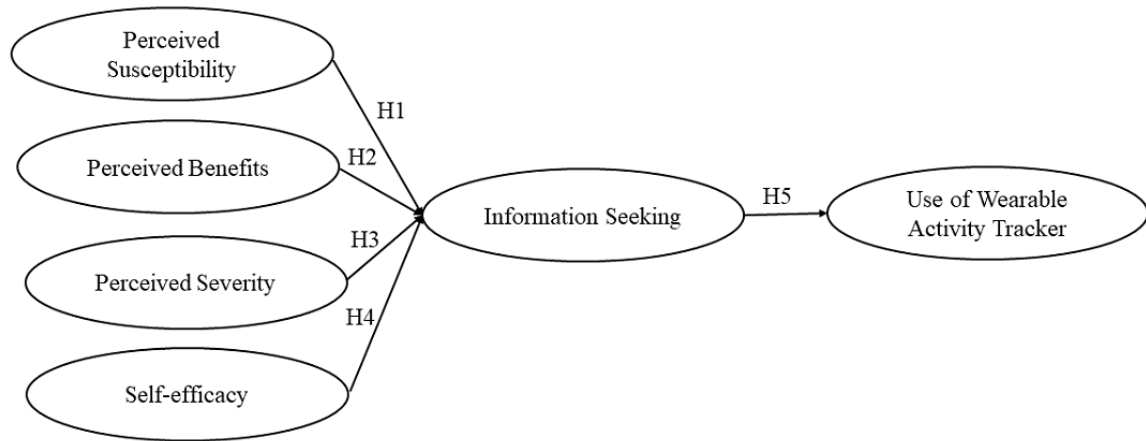 Perceived
Susceptibility
H1
Perceived Benefits
H2
Information Seeking
H5
Use of Wearable
Activity Tracker
H3
Perceived Severity
H4
Self-efficacy